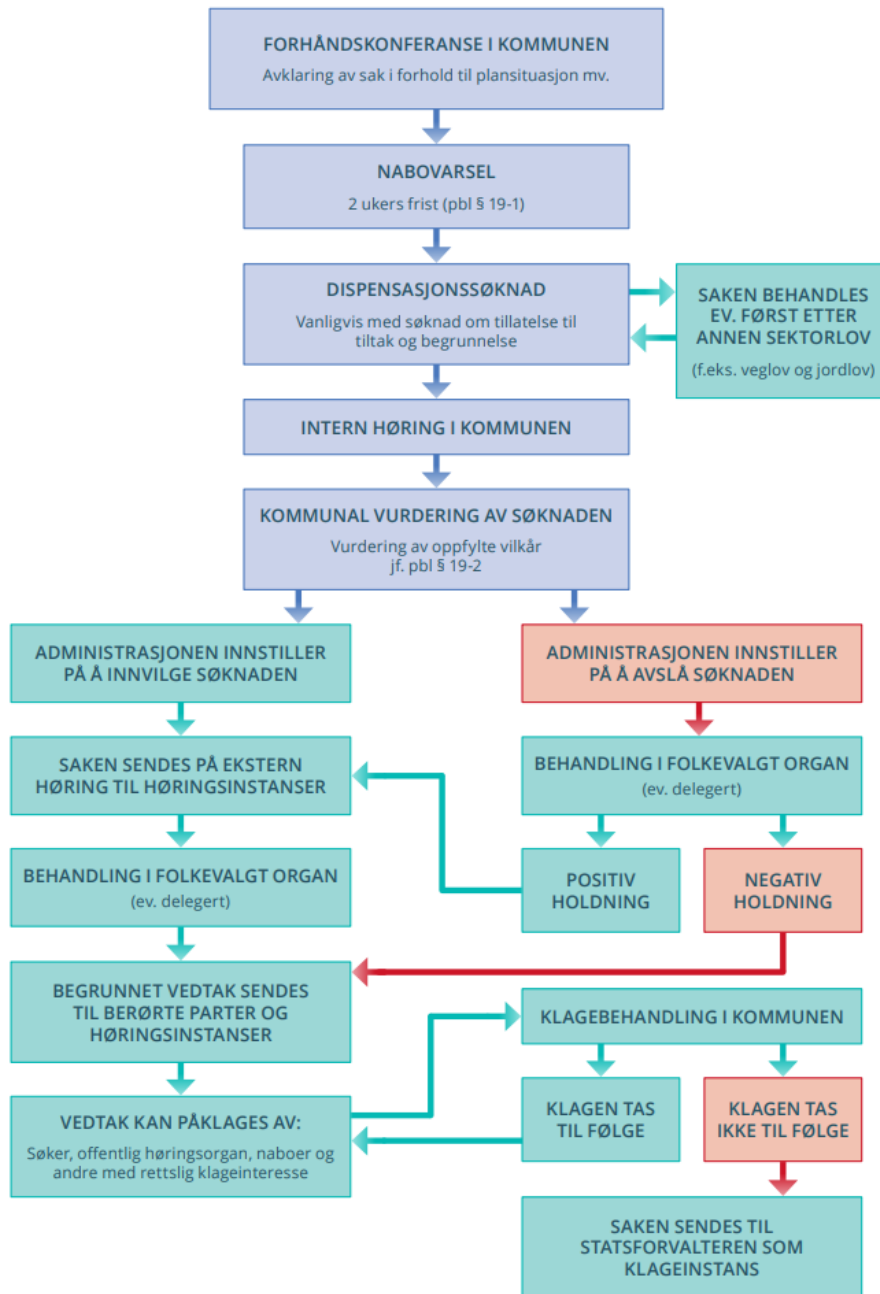 FORHÅNDSKONFERANSE I KOMMUNEN
Avklaring av sak i forhold til plansituasjon mv.
NABOVARSEL
2 ukers frist (pbl § 19-1)
DISPENSASJONSSØKNAD
Vanligvis med søknad om tillatelse til
tiltak og begrunnelse
SAKEN BEHANDLES
EV. FØRST ETTER
ANNEN SEKTORLOV
(f.eks. veglov og jordlov)
INTERN HØRING I KOMMUNEN
KOMMUNAL VURDERING AV SØKNADEN
Vurdering av oppfylte vilkår
jf. pbl § 19-2
ADMINISTRASJONEN INNSTILLER
PÅ Å INNVILGE SØKNADEN
ADMINISTRASJONEN INNSTILLER
PÅ Å AVSLÅ SØKNADEN
SAKEN SENDES PÅ EKSTERN
HØRING TIL HØRINGSINSTANSER
BEHANDLING I FOLKEVALGT ORGAN
(ev. delegert)
BEHANDLING I FOLKEVALGT ORGAN
(ev. delegert)
POSITIV
HOLDNING
NEGATIV
HOLDNING
BEGRUNNET VEDTAK SENDES
TIL BERØRTE PARTER OG
HØRINGSINSTANSER
KLAGEBEHANDLING I KOMMUNEN
VEDTAK KAN PÅKLAGES AV:
Søker, offentlig høringsorgan, naboer og
andre med rettslig klageinteresse
KLAGEN TAS
TIL FØLGE
KLAGEN TAS
IKKE TIL FØLGE
SAKEN SENDES TIL
STATSFORVALTEREN SOM
KLAGEINSTANS